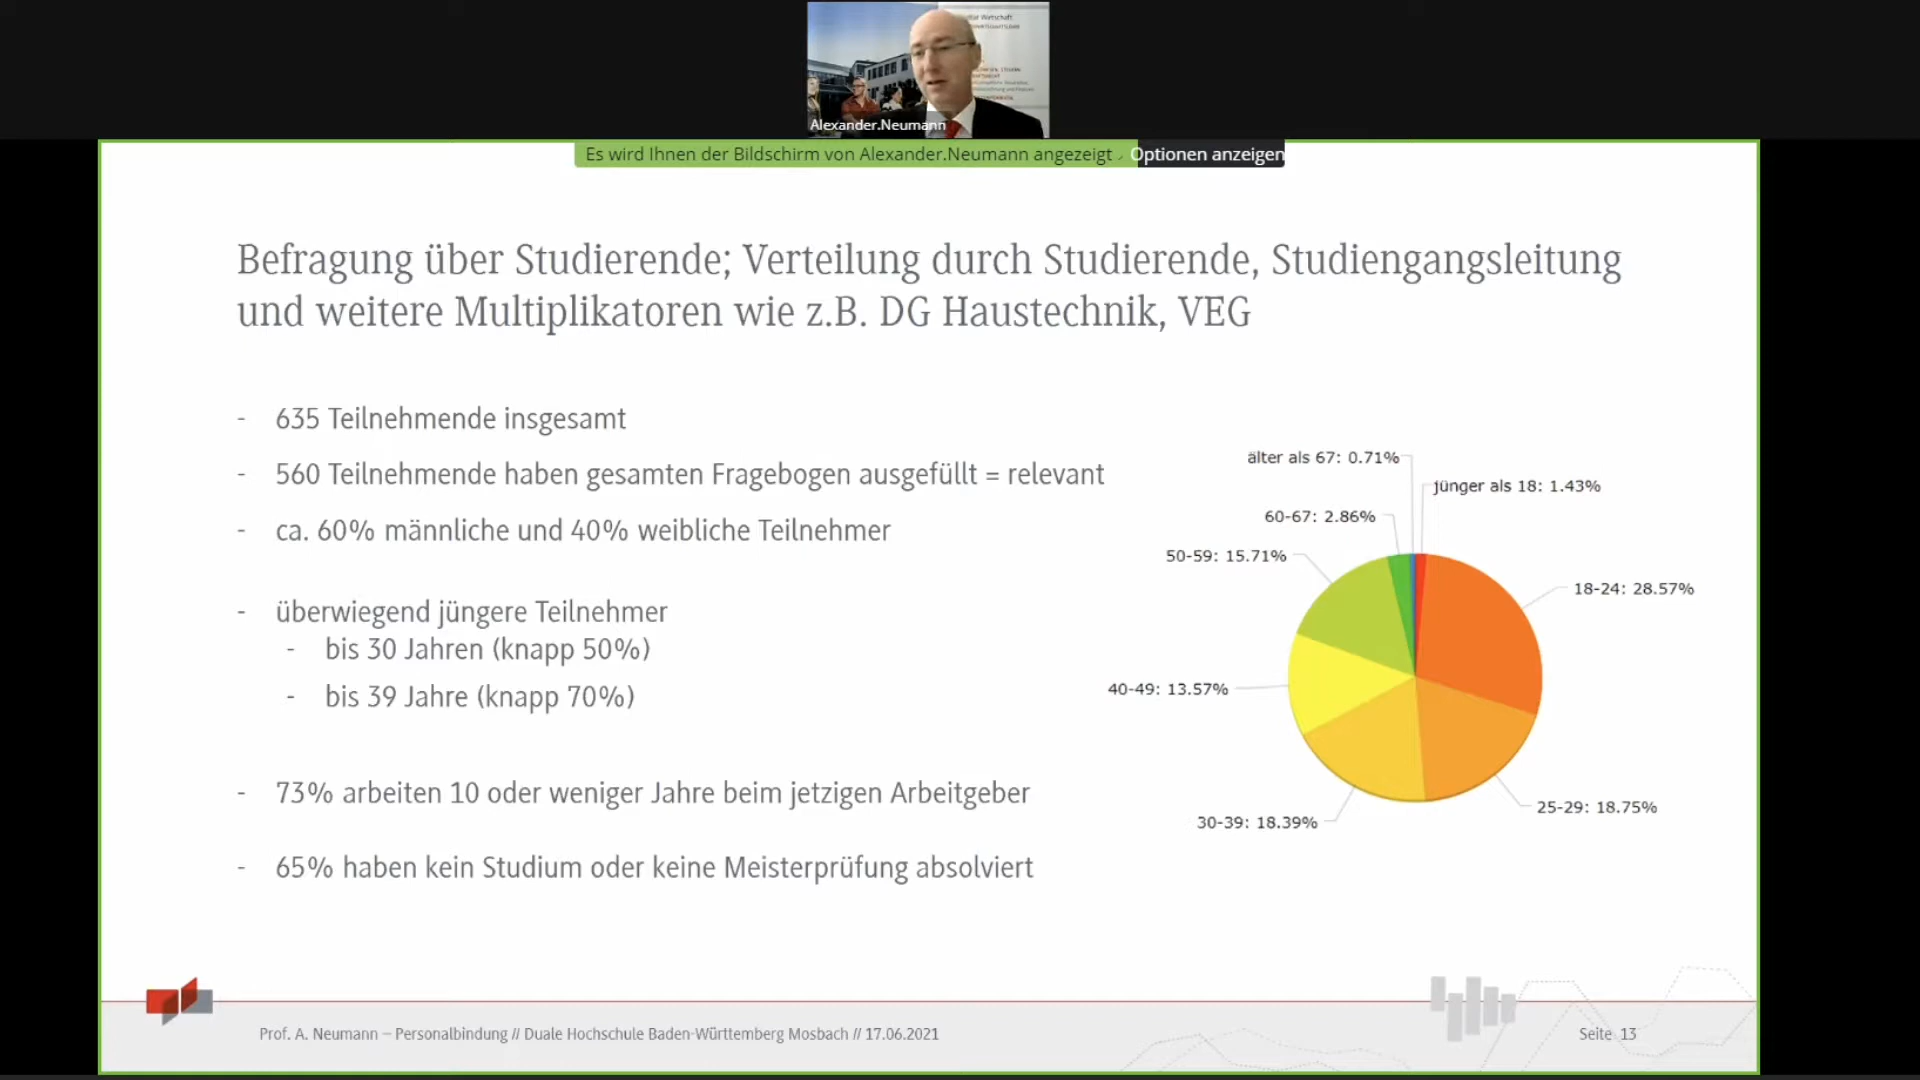 Alexander.Neumann
Es wird Ihnen der Bildschirm von Alexander.Neumann angezeigt
Optionen anzeigen
Befragung über Studierende; Verteilung durch Studierende, Studiengangsleitung
und weitere Multiplikatoren wie z.B. DG Haustechnik, VEG
- 635 Teilnehmende insgesamt
- 560 Teilnehmende haben gesamten Fragebogen ausgefüllt = relevant
- ca. 60% männliche und 40% weibliche Teilnehmer
- überwiegend jüngere Teilnehmer
- bis 30 Jahren (knapp 50%)
- bis 39 Jahre (knapp 70%)
- 73% arbeiten 10 oder weniger Jahre beim jetzigen Arbeitgeber
- 65% haben kein Studium oder keine Meisterprüfung absolviert
älter als 67: 0.71%
jünger als 18: 1.43%
60-67: 2.86%
50-59: 15.71%
18-24: 28.57%
40-49: 13.57%
25-29: 18.75%
30-39: 18.39%
Prof. A. Neumann – Personalbindung // Duale Hochschule Baden-Württemberg Mosbach // 17.06.2021
Seite 13